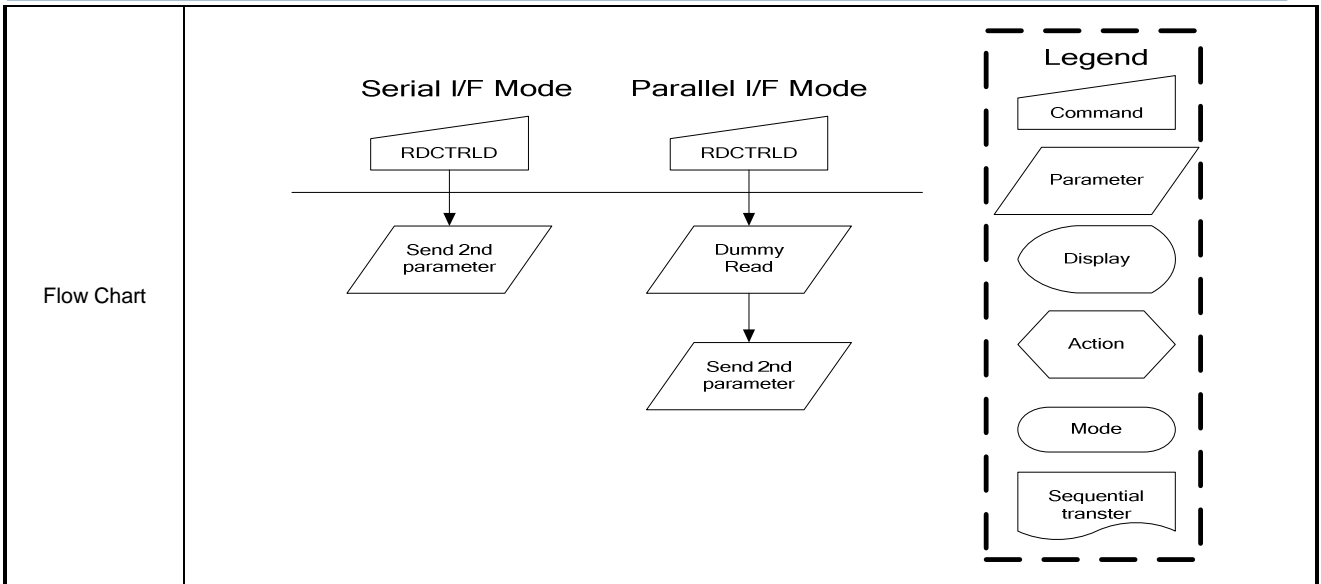 Flow Chart
Serial I/F Mode
RDCTRLD
Send 2nd
parameter
Parallel I/F Mode
RDCTRLD
Dummy
Read
Send 2nd
parameter
Legend
Command
Parameter
Display
Action
Mode
Sequential
transter